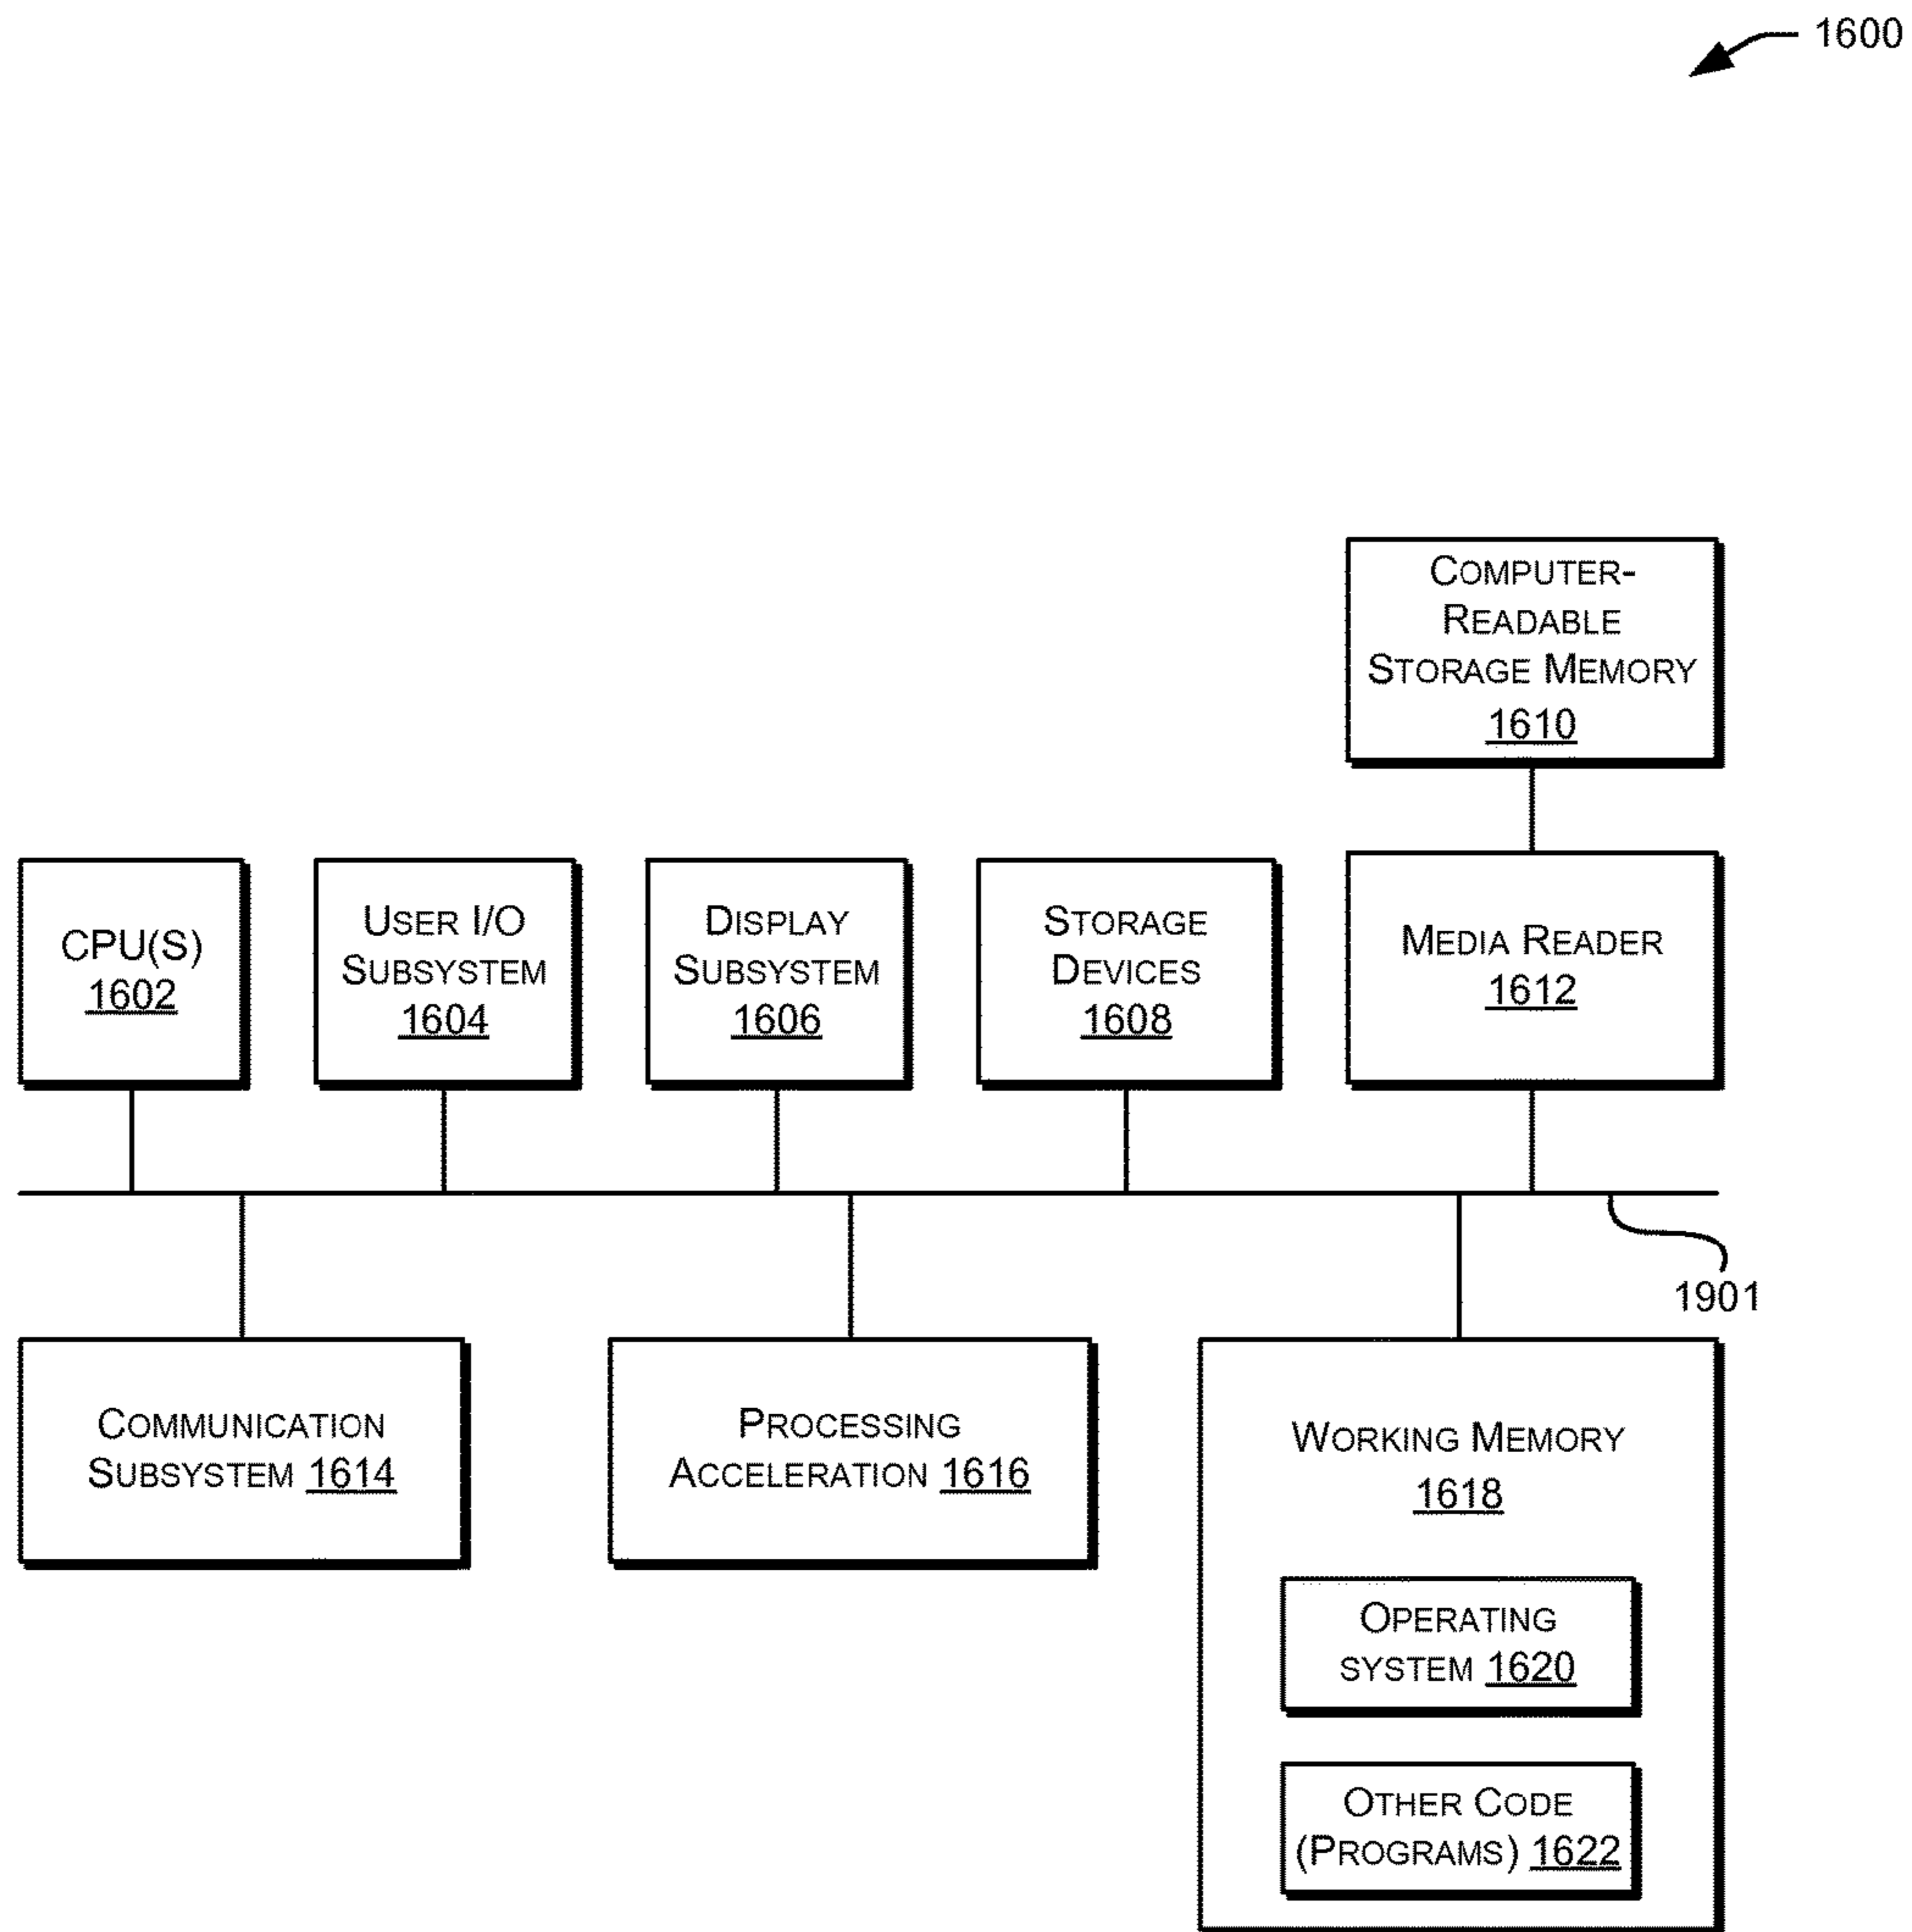 1600
COMPUTER-
READABLE
STORAGE MEMORY
1610
CPU(S)
1602
USER I/O
SUBSYSTEM
1604
DISPLAY
SUBSYSTEM
1606
STORAGE
DEVICES
1608
MEDIA READER
1612
1901
COMMUNICATION
SUBSYSTEM 1614
PROCESSING
ACCELERATION 1616
WORKING MEMORY
1618
OPERATING
SYSTEM 1620
OTHER CODE
(PROGRAMS) 1622